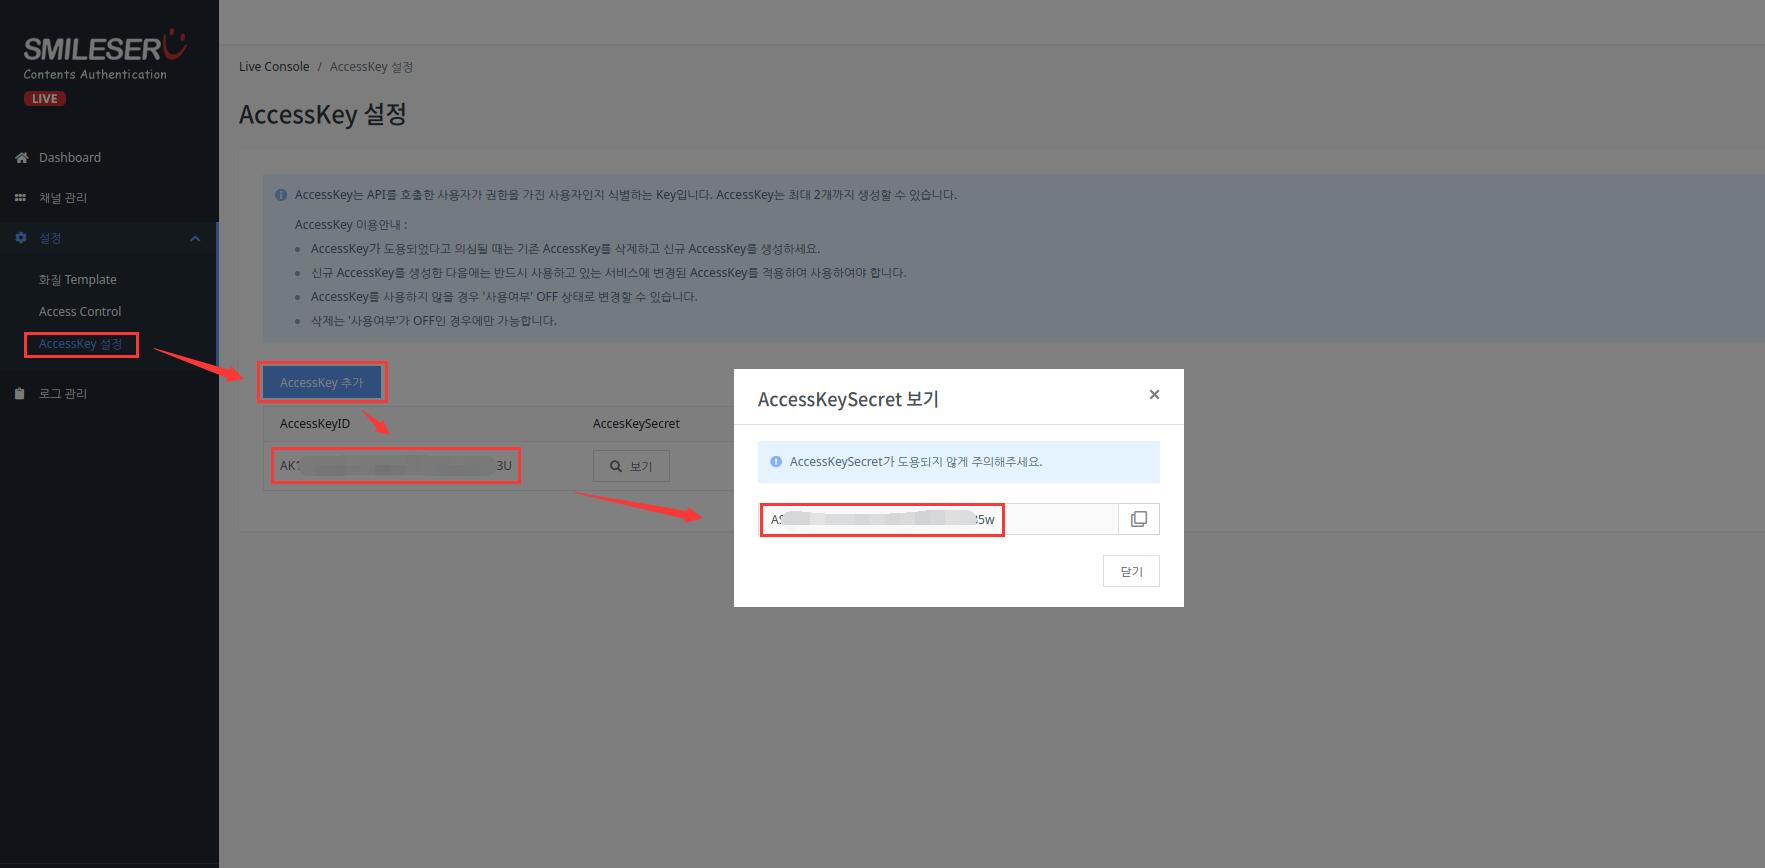 SMILESERU
Contents Authentication
LIVE
Dashboard
채널 관리
설정
화질 Template
Access Control
AccessKey 설정
로그 관리
Live Console / AccessKey 설정
AccessKey 설정
AccessKey는 API를 호출한 사용자가 권한을 가진 사용자인지 식별하는 Key입니다. AccessKey는 최대 2개까지 생성할 수 있습니다.
AccessKey 이용안내 :
AccessKey가 도용되었다고 의심될 때는 기존 AccessKey를 삭제하고 신규 AccessKey를 생성하세요.
신규 AccessKey를 생성한 다음에는 반드시 사용하고 있는 서비스에 변경된 AccessKey를 적용하여 사용하여야 합니다.
AccessKey를 사용하지 않을 경우 '사용여부' OFF 상태로 변경할 수 있습니다.
삭제는 '사용여부'가 OFF인 경우에만 가능합니다.
AccessKey 추가
AccessKeyID AccesKeySecret
3U 보기
AccessKeySecret 보기
AccessKeySecret가 도용되지 않게 주의해주세요.
5w
닫기